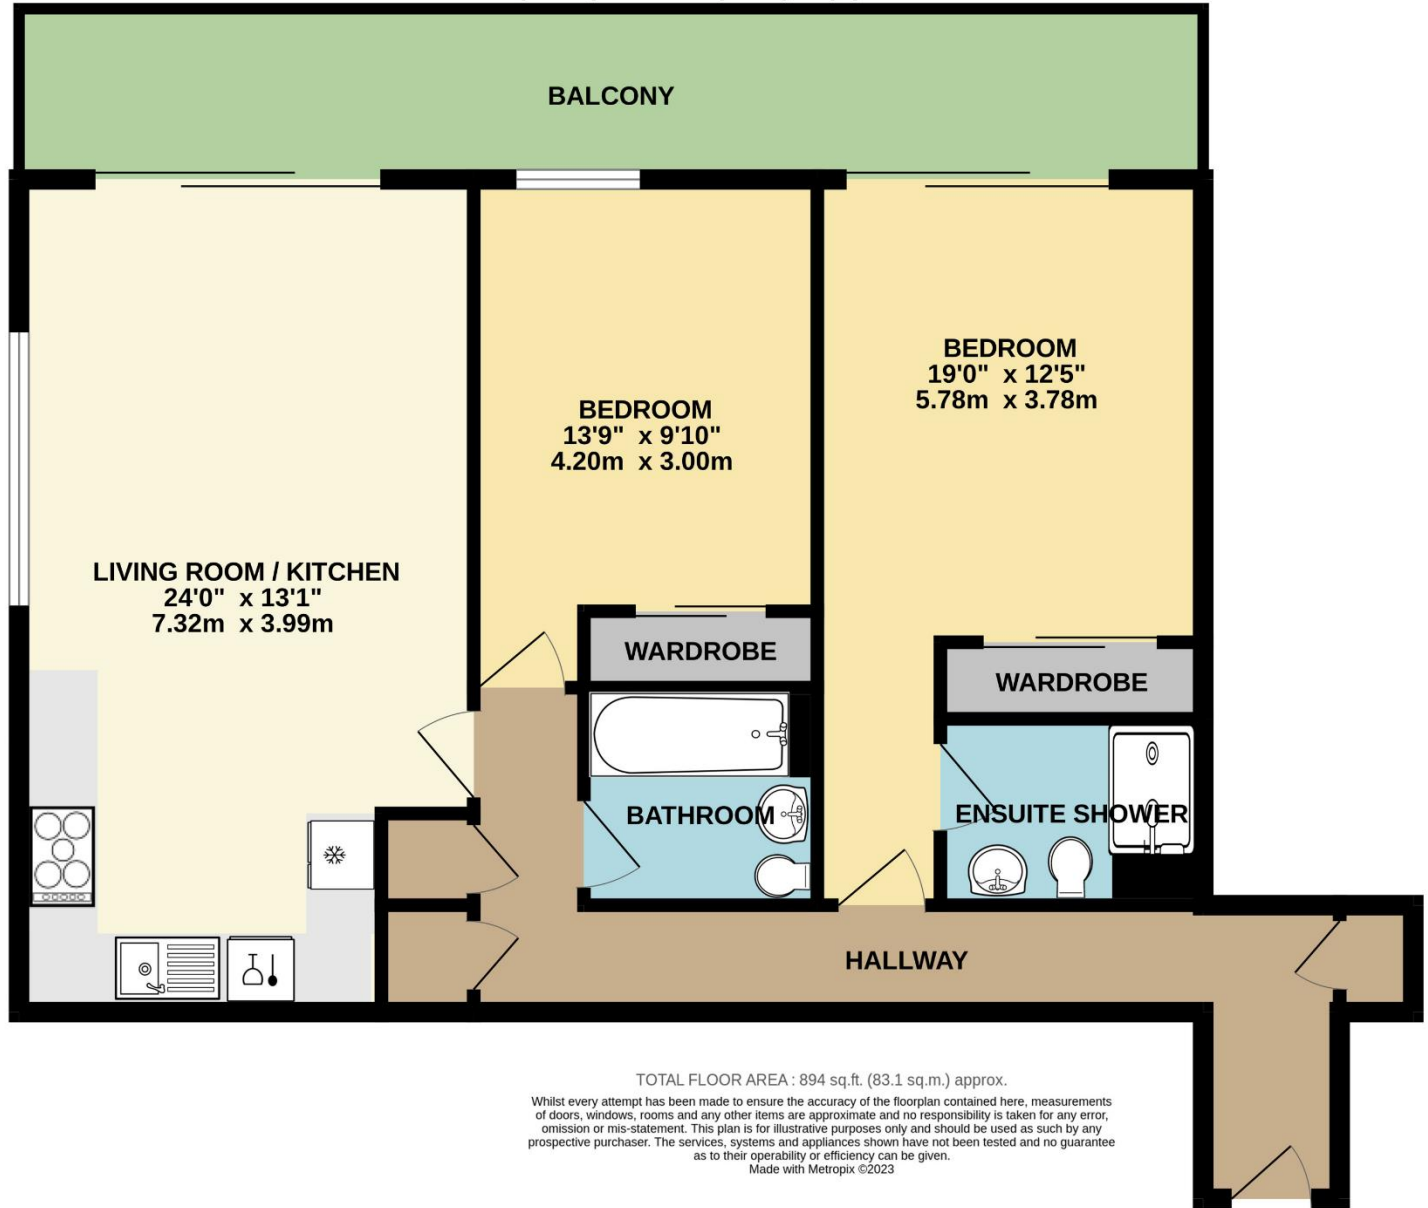 BALCONY
BEDROOM
19'0" x 12'5"
5.78m x 3.78m
BEDROOM
13'9" x 9'10"
4.20m x 3.00m
LIVING ROOM / KITCHEN
24'0" x 13'1"
7.32m x 3.99m
WARDROBE
WARDROBE
BATHROOM
ENSUITE SHOWER
HALLWAY
TOTAL FLOOR AREA : 894 sq.ft. (83.1 sq.m.) approx.
Whilst every attempt has been made to ensure the accuracy of the floorplan contained here, measurements
of doors, windows, rooms and any other items are approximate and no responsibility is taken for any error,
omission or mis-statement. This plan is for illustrative purposes only and should be used as such by any
prospective purchaser. The services, systems and appliances shown have not been tested and no guarantee
as to their operability or efficiency can be given.
Made with Metropix ©2023